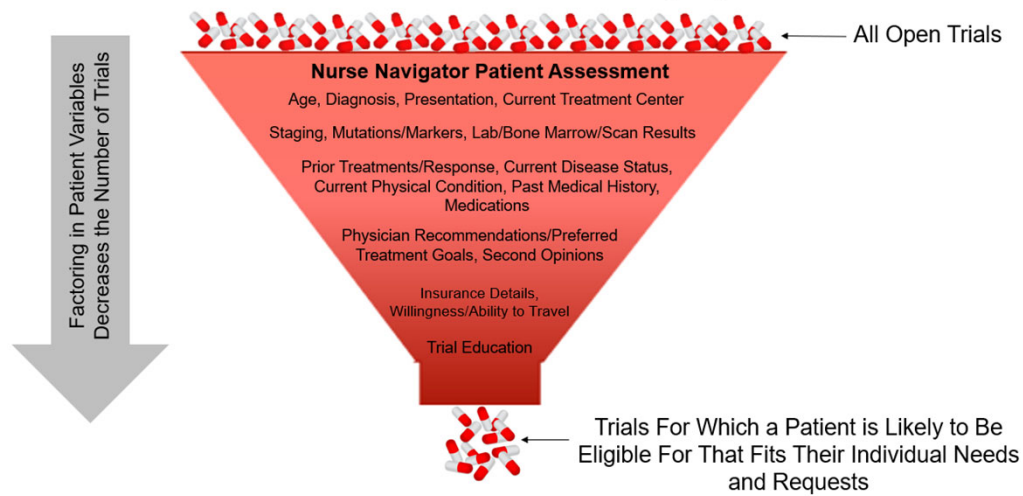 All Open Trials
Nurse Navigator Patient Assessment
Age, Diagnosis, Presentation, Current Treatment Center
Staging, Mutations/Markers, Lab/Bone Marrow/Scan Results
Prior Treatments/Response, Current Disease Status,
Current Physical Condition, Past Medical History,
Medications
Physician Recommendations/Preferred
Treatment Goals, Second Opinions
Insurance Details,
Willingness/Ability to Travel
Trial Education
Factoring in Patient Variables
Decreases the Number of Trials
Trials For Which a Patient is Likely to Be
Eligible For That Fits Their Individual Needs
and Requests